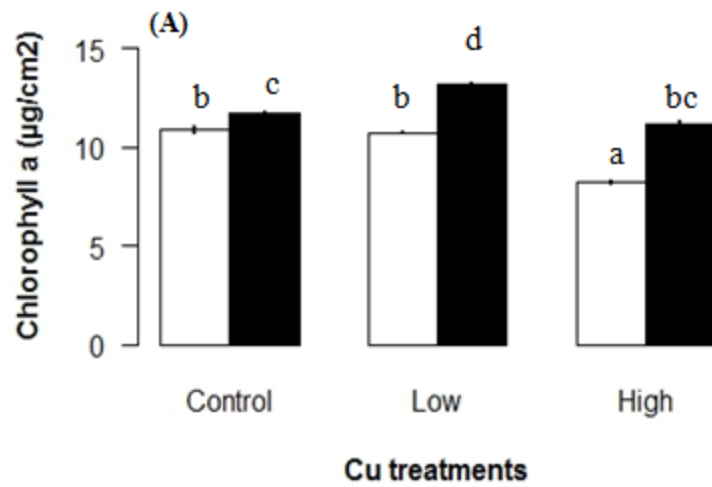 (A)
Chlorophyll a (µg/cm2)
15
10
5
0
b
c
b
d
a
bc
Control
Low
High
Cu treatments